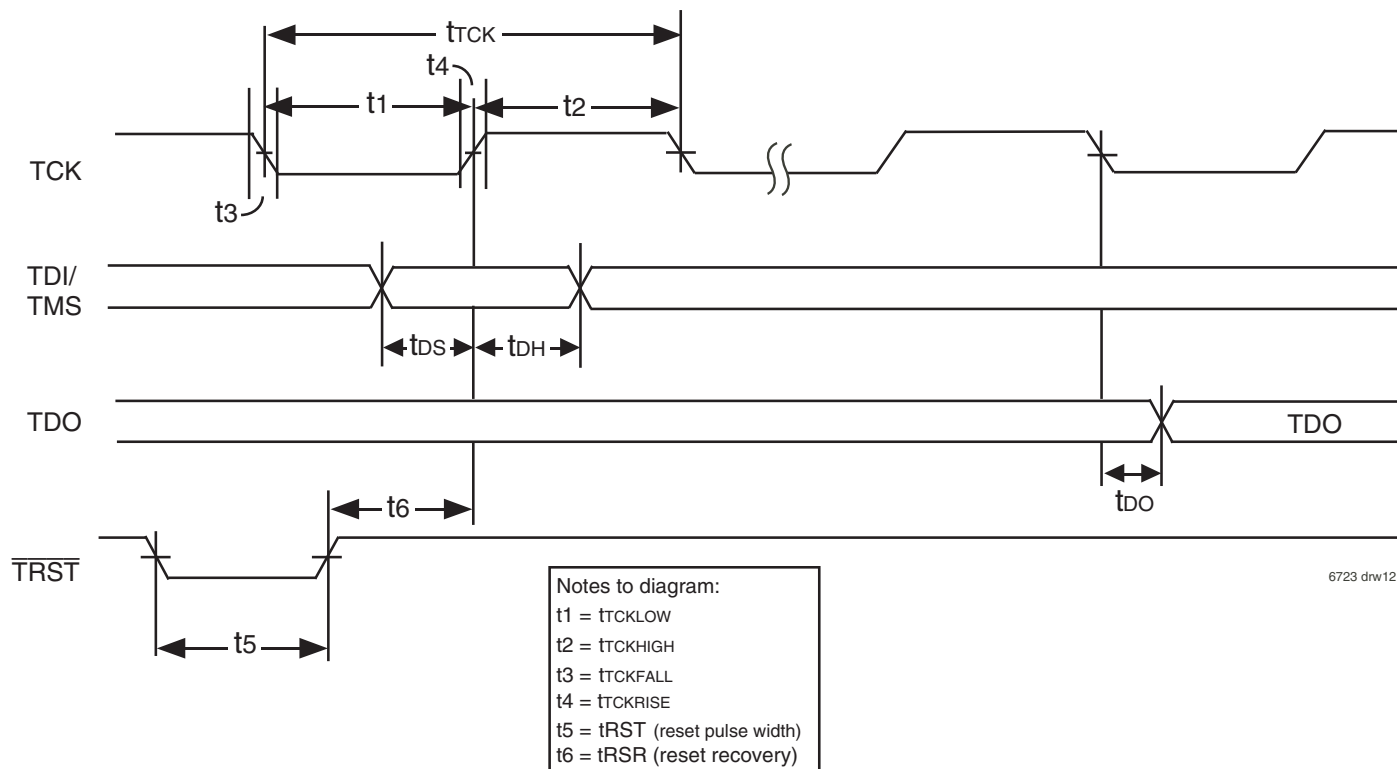 tTCK
t4
t1
t2
TCK
t3
TDI/
TMS
tDS
tDH
TDO
TDO
tDO
t6
TRST
6723 drw12
t5
Notes to diagram:
t1 = tTCKLOW
t2 = tTCKHIGH
t3 = tTCKFALL
t4 = tTCKRISE
t5 = tRST (reset pulse width)
t6 = tRSR (reset recovery)